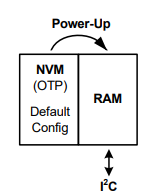 Power-Up
NVM
(OTP)
Default
Config
RAM
I²C